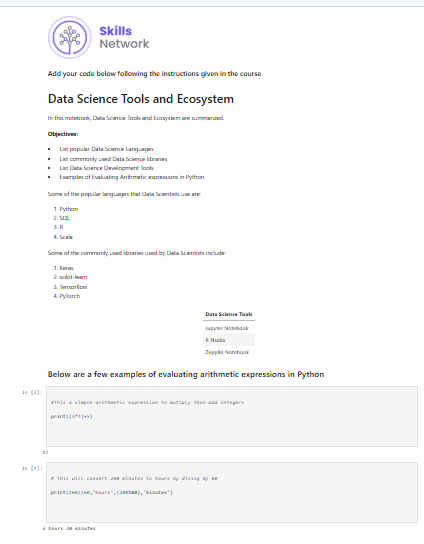 Skills
Network
Add your code below following the instructions given in the course
Data Science Tools and Ecosystem
In this notebook, Data Science Tools and Ecosystem are summarized.
Objectives:
• List popular Data Science Languages
• List commonly used Data Science libraries
• List Data Science Development Tools
• Examples of Evaluating Arithmetic expressions in Python
Some of the popular languages that Data Scientists use are:
1. Python
2. SQL
3. R
4. Scala
Some of the commonly used libraries used by Data Scientists include:
1. Keras
2. scikit-learn
3. Tensorflow
4. PyTorch
Data Science Tools
Jupyter Notebook
R Studio
Zepplin Notebook
Below are a few examples of evaluating arithmetic expressions in Python
#This a simple arithmetic expression to mutiply then add integers
print((3*4)+5)
17
# This will convert 200 minutes to hours by diving by 60
print(200//60,"hours",(200%60),"minutes")
3 hours 20 minutes